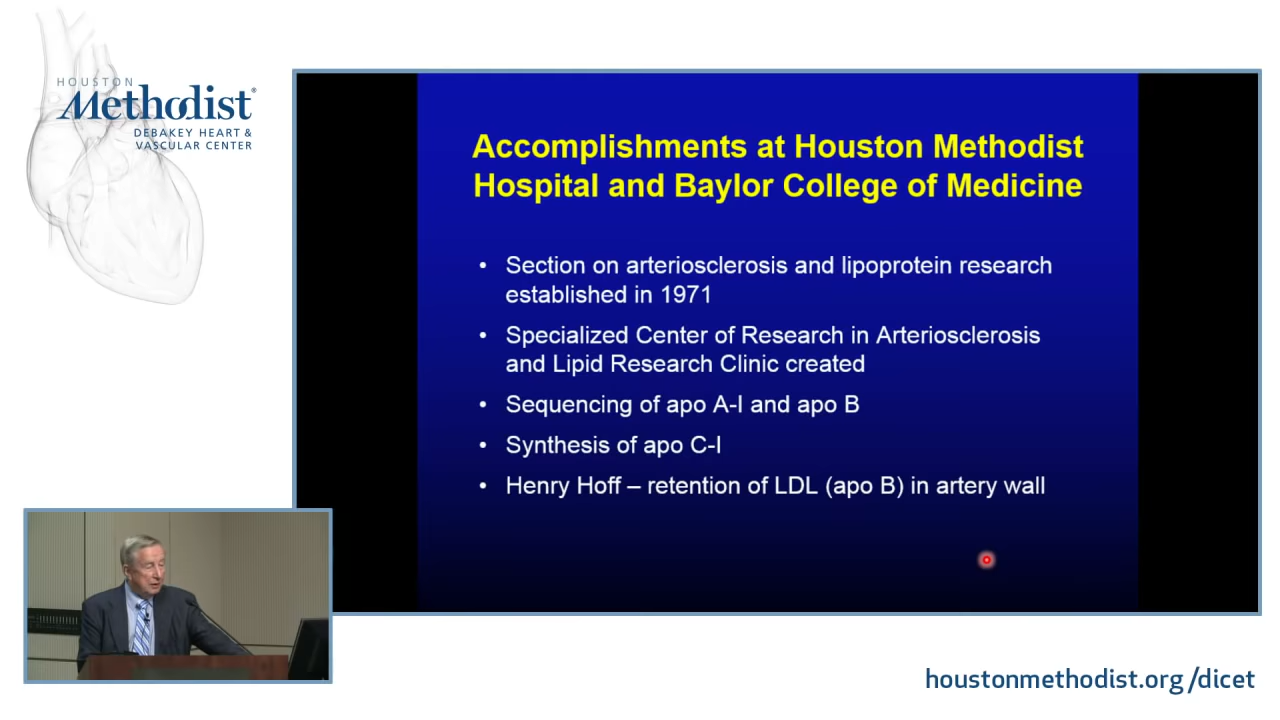 HOUSTON
Methodist®
DEBAKEY HEART &
VASCULAR CENTER
Accomplishments at Houston Methodist
Hospital and Baylor College of Medicine
• Section on arteriosclerosis and lipoprotein research
established in 1971
• Specialized Center of Research in Arteriosclerosis
and Lipid Research Clinic created
• Sequencing of apo A-I and apo B
• Synthesis of apo C-I
• Henry Hoff – retention of LDL (apo B) in artery wall
houstonmethodist.org/dicet